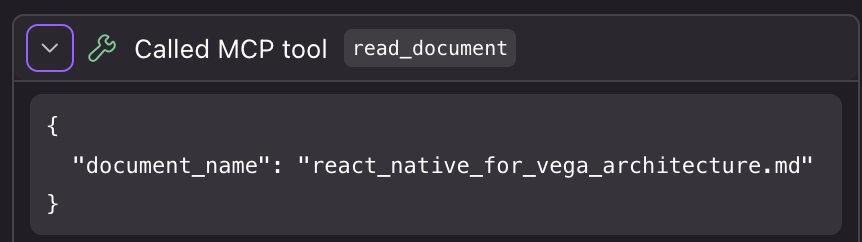 Called MCP tool read_document
{
"document_name": "react_native_for_vega_architecture.md"
}